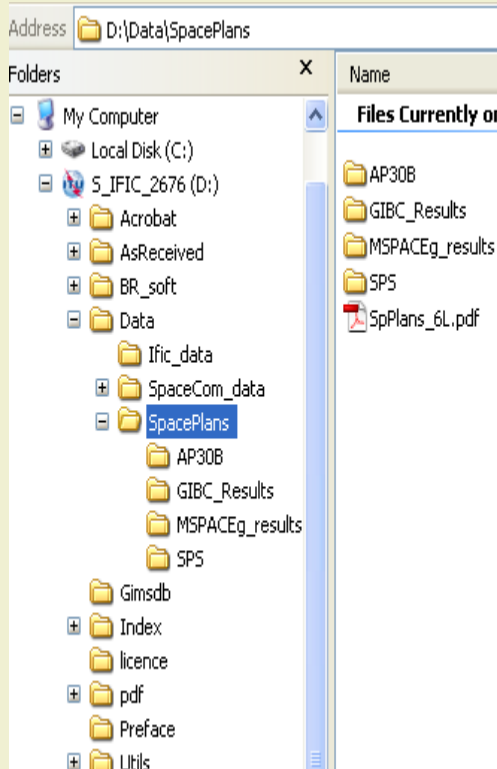 Address D:\Data\SpacePlans
Folders x
My Computer
Local Disk (C:)
S_IFIC_2676 (D:)
Acrobat
AsReceived
BR_soft
Data
Ific_data
SpaceCom_data
SpacePlans
AP30B
GIBC_Results
MSPACEg_results
SPS
Gimsdb
Index
licence
pdf
Preface
Utils
Name
Files Currently o
AP30B
GIBC_Results
MSPACEg_results
SPS
SpPlans_6L.pdf